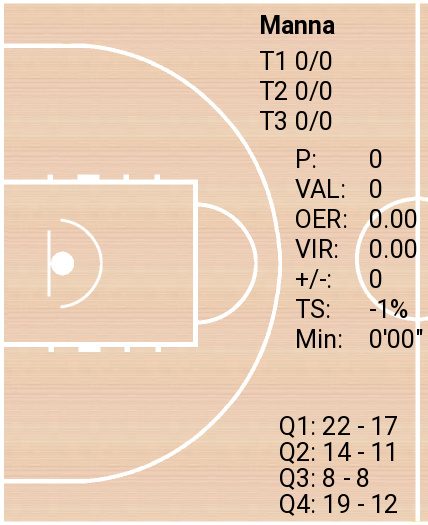 Manna
T1 0/0
T2 0/0
T3 0/0
P: 0
VAL: 0
OER: 0.00
VIR: 0.00
+/-: 0
TS: -1%
Min: 0'00"
Q1: 22 - 17
Q2: 14 - 11
Q3: 8 - 8
Q4: 19 - 12